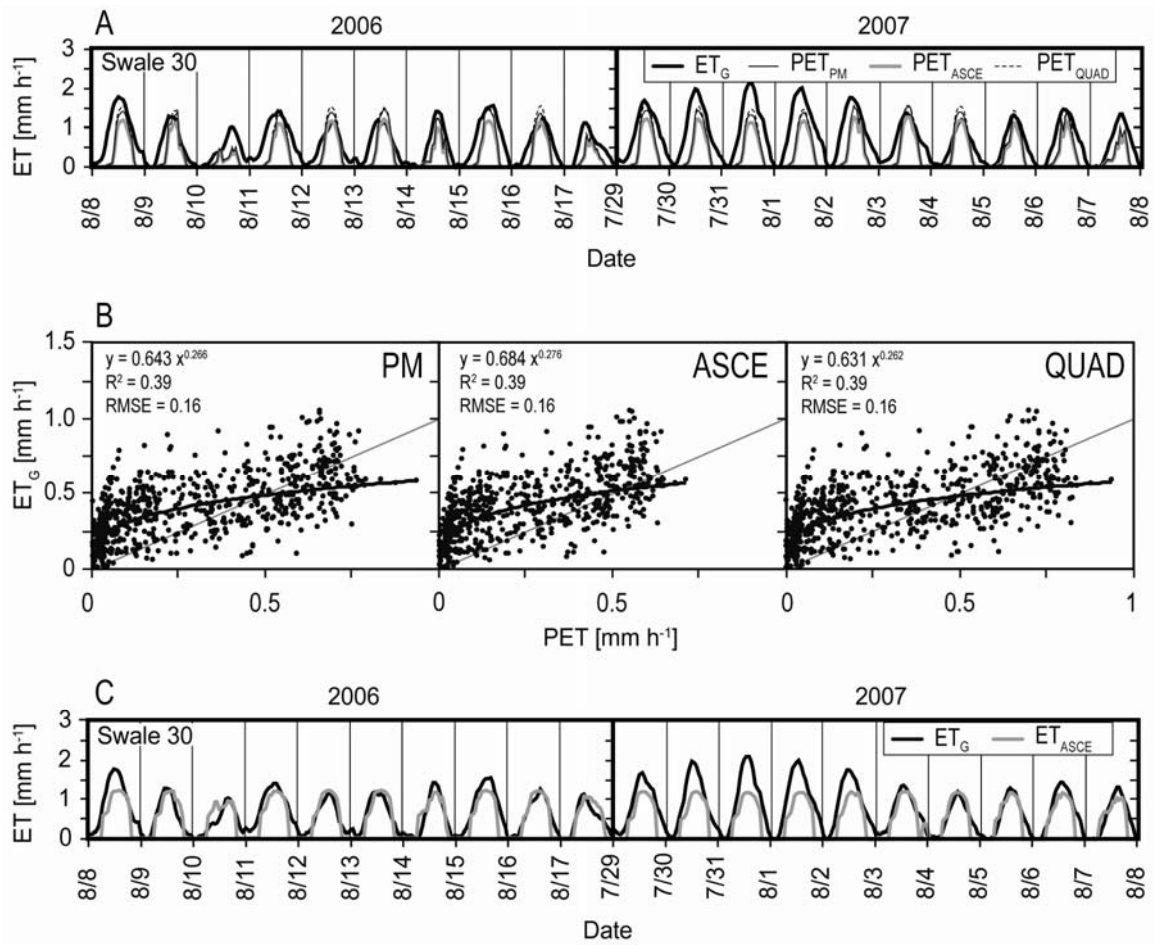 A
2006 2007
3
2
1
0
ET [mm h⁻¹]
Swale 30
ET_G PET_PM PET_ASCE PET_QUAD
8/8 8/9 8/10 8/11 8/12 8/13 8/14 8/15 8/16 8/17 7/29 7/30 7/31 8/1 8/2 8/3 8/4 8/5 8/6 8/7 8/8
Date
B
1.5
1.0
0.5
0
ET_G [mm h⁻¹]
y = 0.643 x^0.266
R² = 0.39
RMSE = 0.16
PM
y = 0.684 x^0.276
R² = 0.39
RMSE = 0.16
ASCE
y = 0.631 x^0.262
R² = 0.39
RMSE = 0.16
QUAD
0 0.5 0 0.5 0 0.5 1
PET [mm h⁻¹]
C
2006 2007
3
2
1
0
ET [mm h⁻¹]
Swale 30
ET_G ET_ASCE
8/8 8/9 8/10 8/11 8/12 8/13 8/14 8/15 8/16 8/17 7/29 7/30 7/31 8/1 8/2 8/3 8/4 8/5 8/6 8/7 8/8
Date